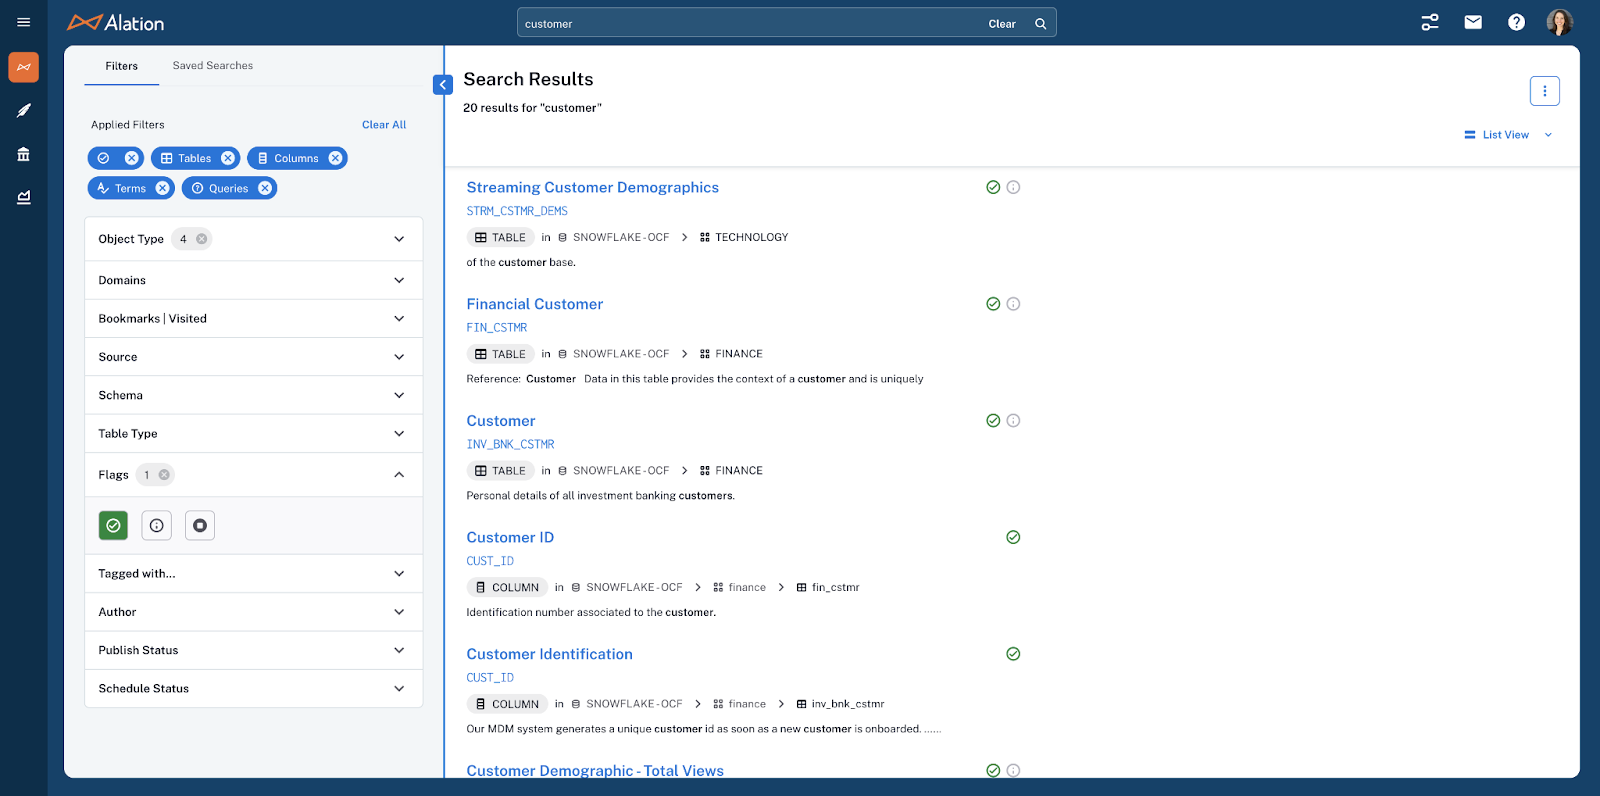 Alation
customer
Clear
Filters
Saved Searches
Applied Filters
Clear All
Tables
Columns
Terms
Queries
Object Type 4
Domains
Bookmarks | Visited
Source
Schema
Table Type
Flags 1
Tagged with...
Author
Publish Status
Schedule Status
Search Results
20 results for "customer"
List View
Streaming Customer Demographics
STRM_CSTMR_DEMS
TABLE in SNOWFLAKE-OCF > TECHNOLOGY
of the customer base.
Financial Customer
FIN_CSTMR
TABLE in SNOWFLAKE-OCF > FINANCE
Reference: Customer Data in this table provides the context of a customer and is uniquely
Customer
INV_BNK_CSTMR
TABLE in SNOWFLAKE-OCF > FINANCE
Personal details of all investment banking customers.
Customer ID
CUST_ID
COLUMN in SNOWFLAKE-OCF > finance > fin_cstmr
Identification number associated to the customer.
Customer Identification
CUST_ID
COLUMN in SNOWFLAKE-OCF > finance > inv_bnk_cstmr
Our MDM system generates a unique customer id as soon as a new customer is onboarded. ......
Customer Demographic - Total Views